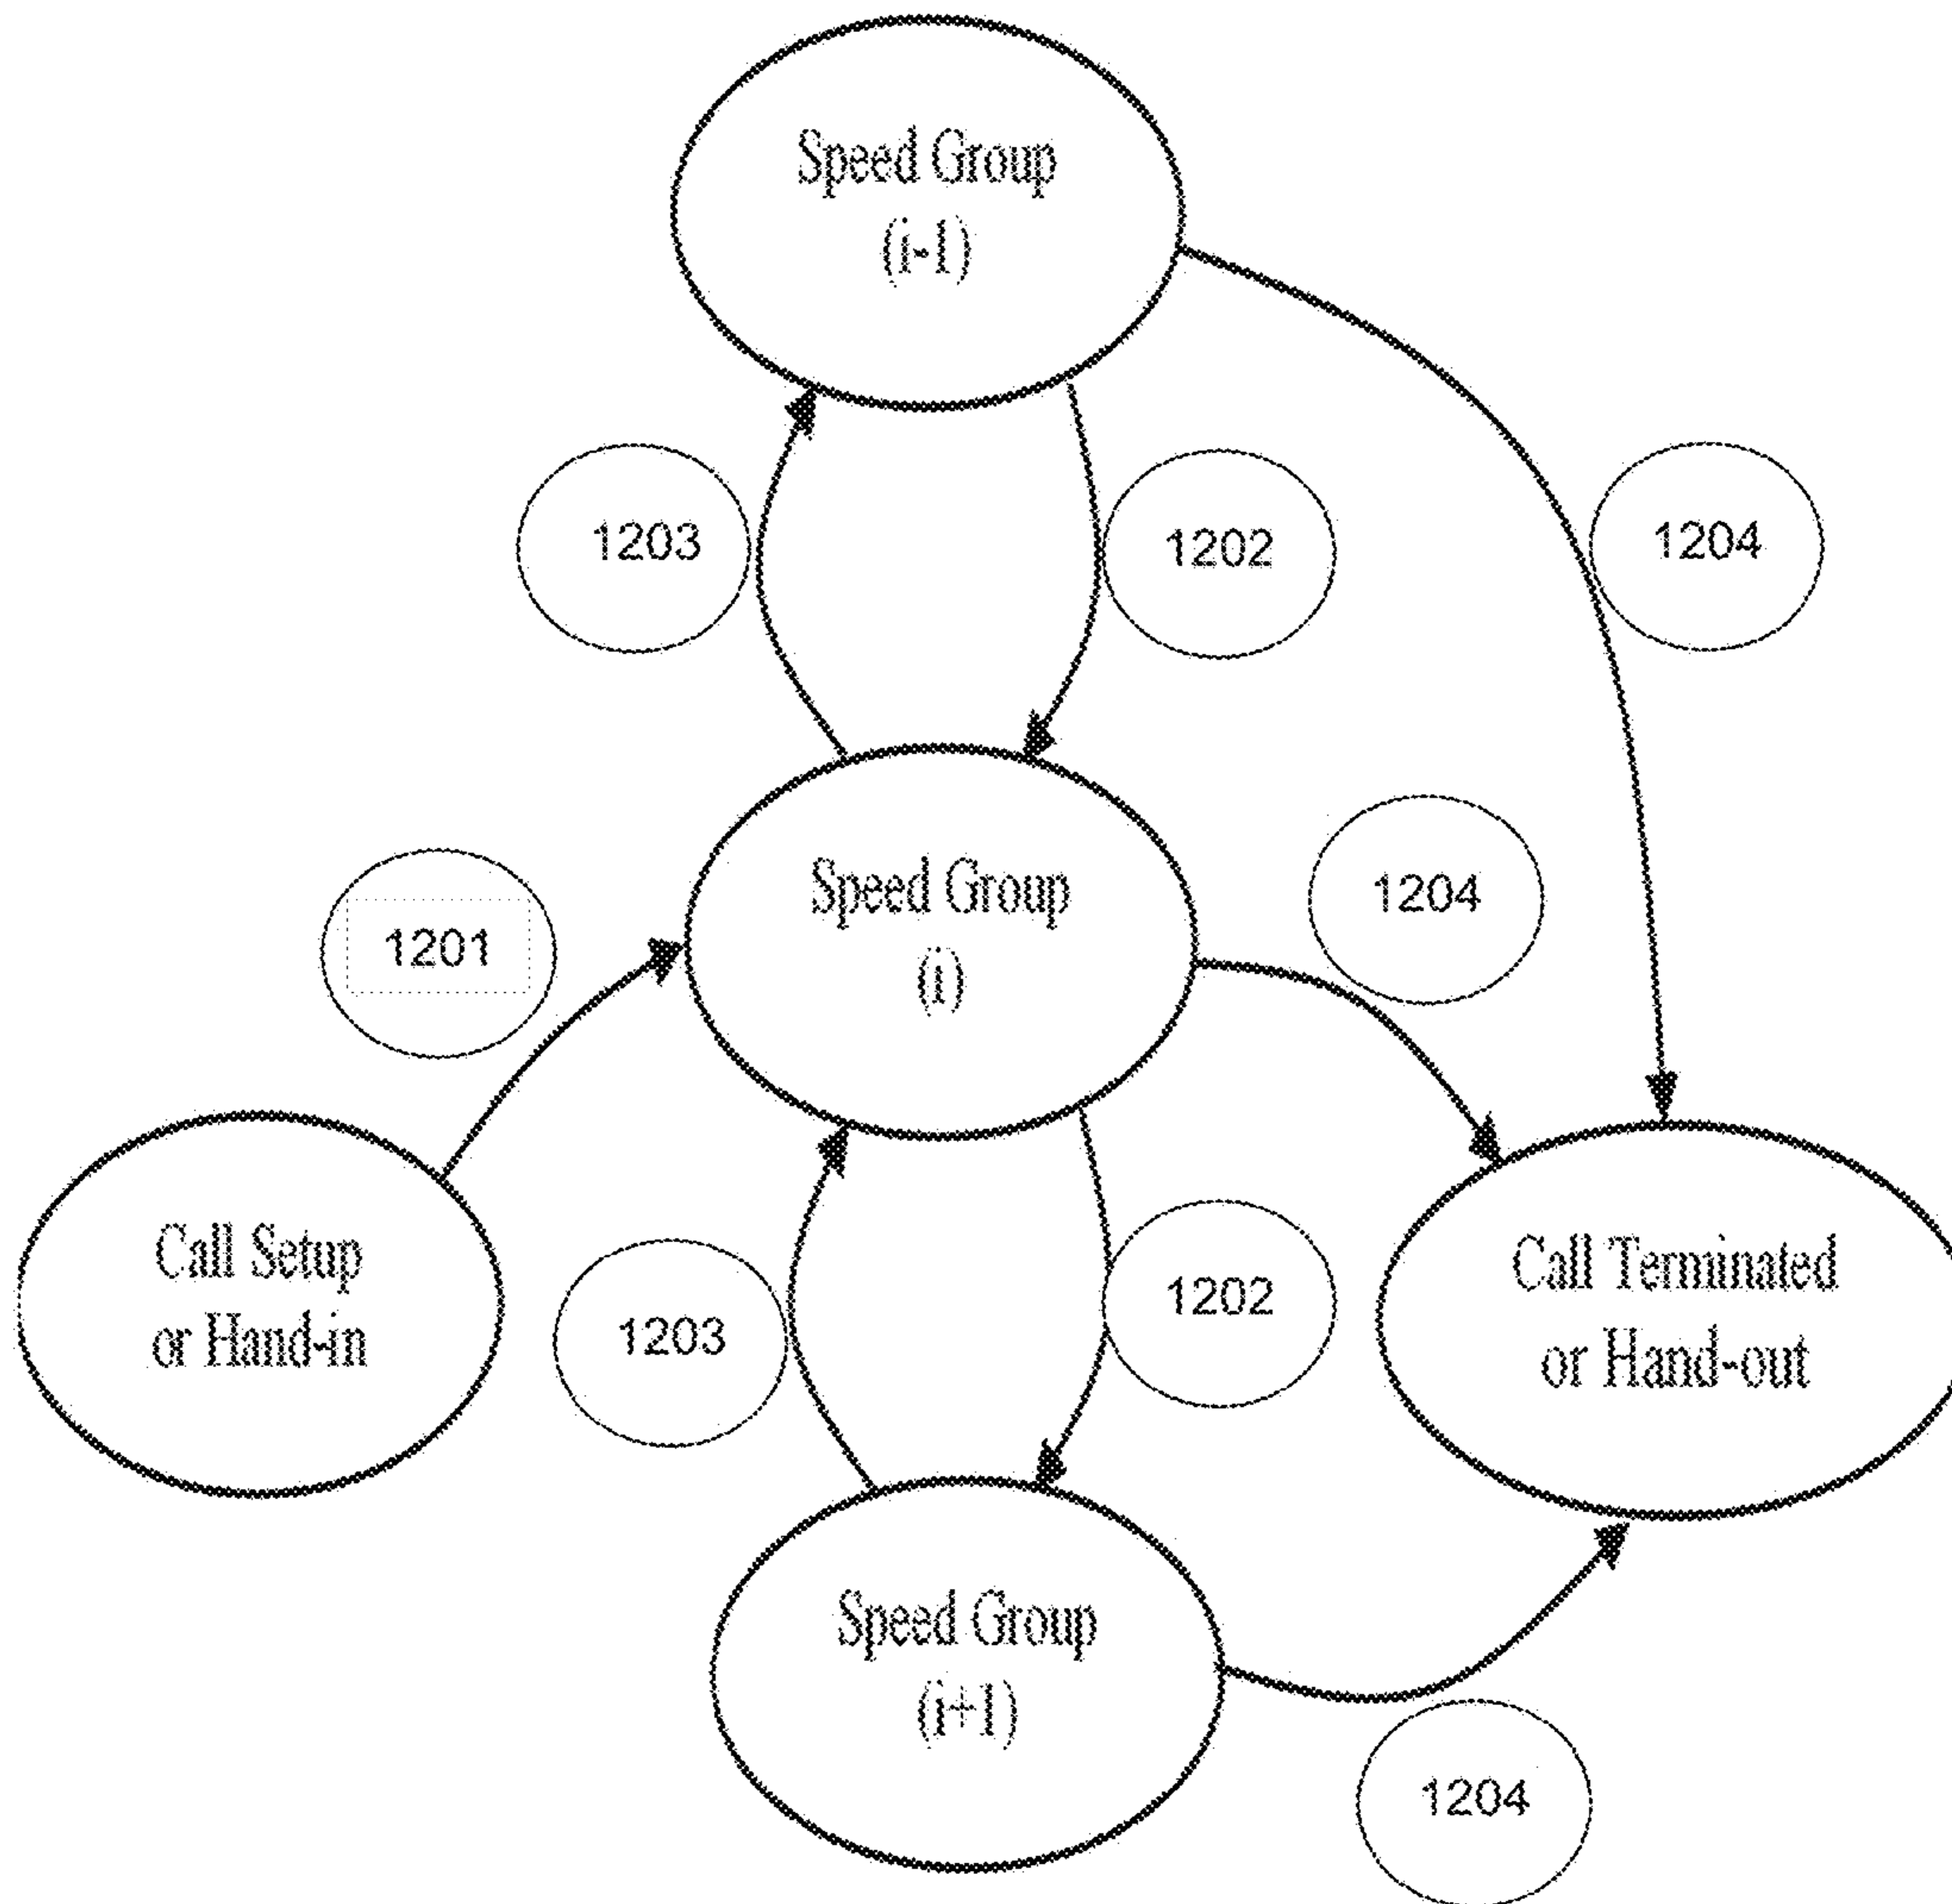 Speed Group
(i-1)
1203
1202
1204
Speed Group
(i)
1204
1201
Call Setup
or Hand-in
1203
1202
Call Terminated
or Hand-out
Speed Group
(i+1)
1204